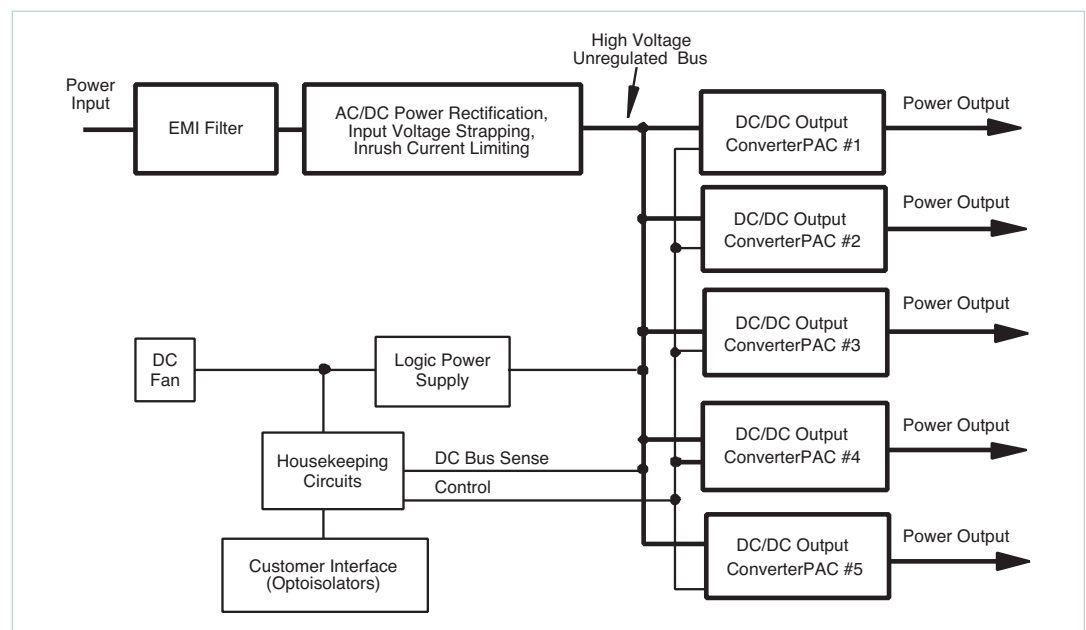 High Voltage
Unregulated Bus
Power
Input
EMI Filter
AC/DC Power Rectification,
Input Voltage Strapping,
Inrush Current Limiting
DC/DC Output
ConverterPAC #1
Power Output
DC/DC Output
ConverterPAC #2
Power Output
DC/DC Output
ConverterPAC #3
Power Output
DC
Fan
Logic Power
Supply
DC/DC Output
ConverterPAC #4
Power Output
Housekeeping
Circuits
DC Bus Sense
Control
DC/DC Output
ConverterPAC #5
Power Output
Customer Interface
(Optoisolators)